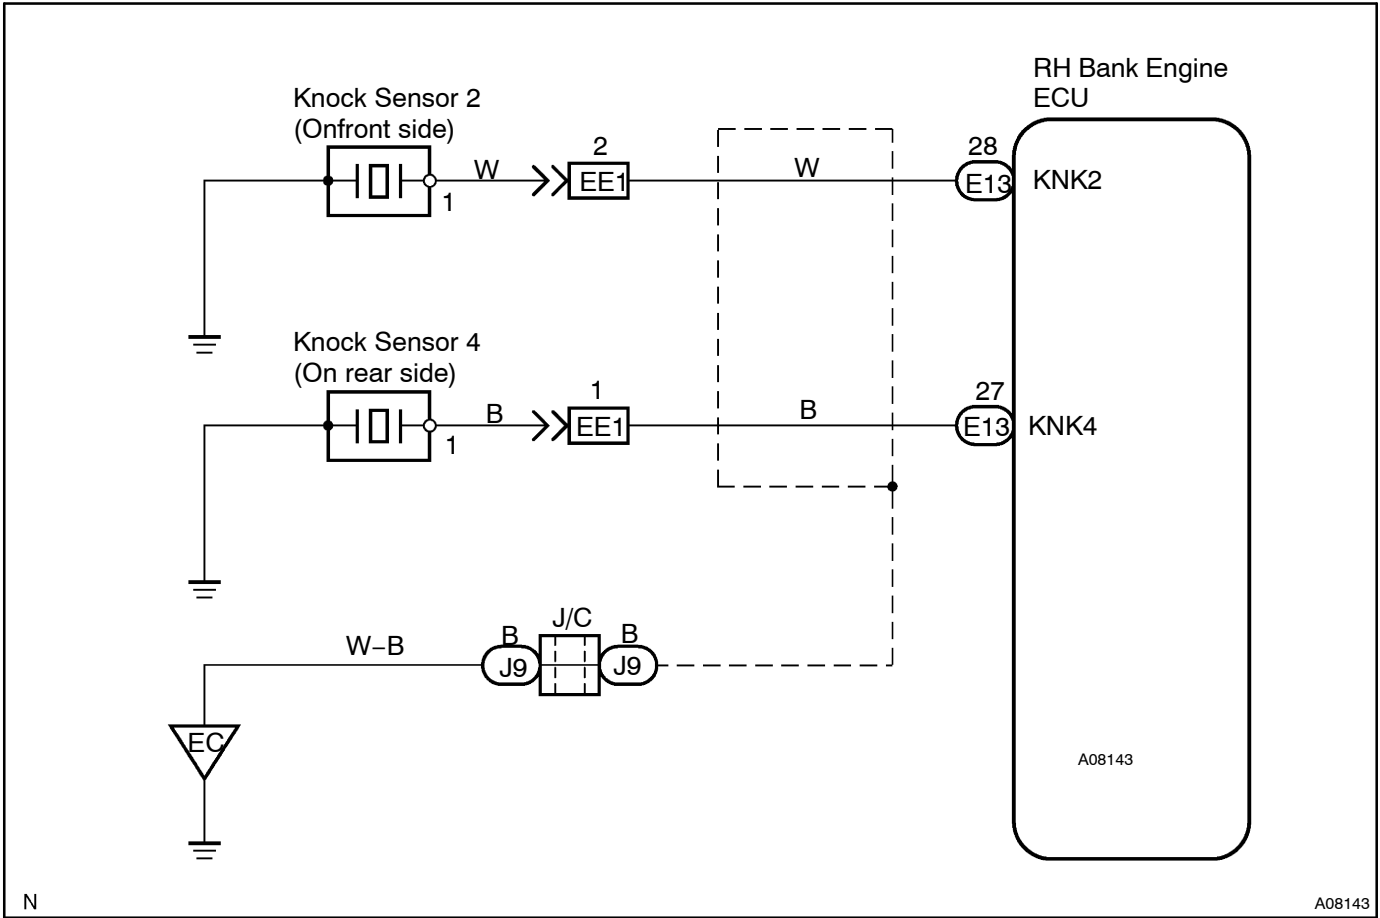 RH Bank Engine
ECU
Knock Sensor 2
(Onfront side)
W
2
EE1
W
28
E13
KNK2
1
Knock Sensor 4
(On rear side)
B
1
EE1
B
27
E13
KNK4
1
J/C
W−B
B
J9
B
J9
EC
A08143
N
A08143